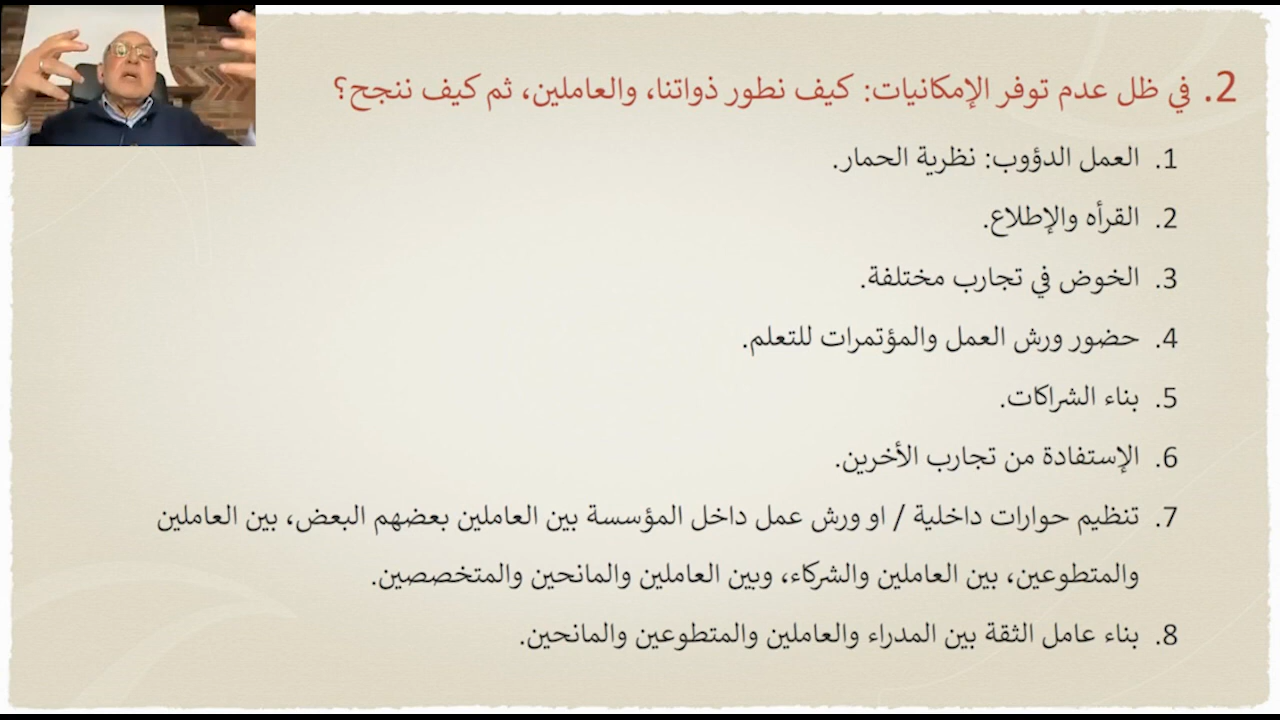 2. في ظل عدم توفر الإمكانيات: كيف نطور ذواتنا، والعاملين، ثم كيف ننجح؟
1. العمل الدؤوب: نظرية الحمار.
2. القرأه والإطلاع.
3. الخوض في تجارب مختلفة.
4. حضور ورش العمل والمؤتمرات للتعلم.
5. بناء الشراكات.
6. الإستفادة من تجارب الأخرين.
7. تنظيم حوارات داخلية / او ورش عمل داخل المؤسسة بين العاملين بعضهم البعض، بين العاملين
والمتطوعين، بين العاملين والشركاء، وبين العاملين والمانحين والمتخصصين.
8. بناء عامل الثقة بين المدراء والعاملين والمتطوعين والمانحين.